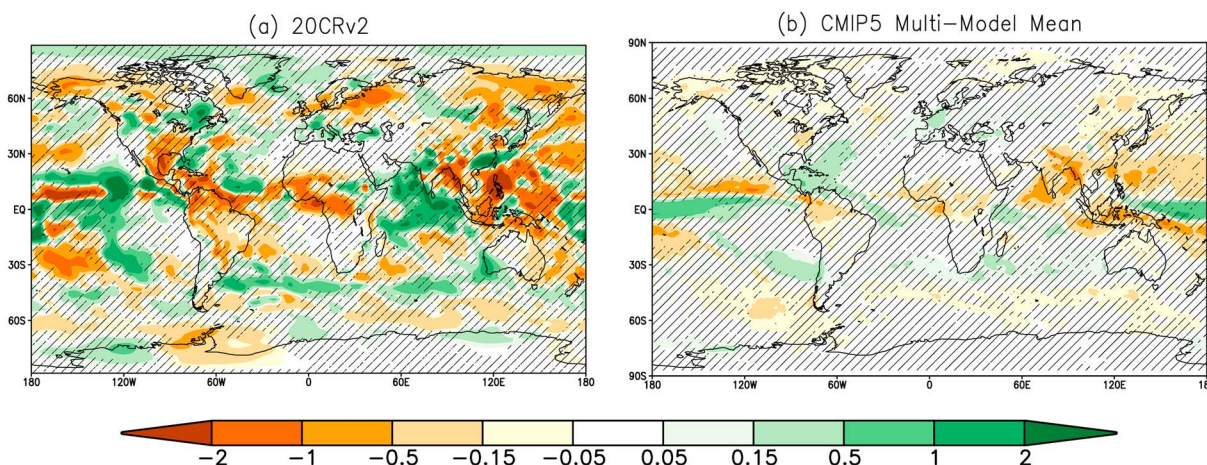 (a) 20CRv2
(b) CMIP5 Multi-Model Mean
60N
30N
EQ
30S
60S
180 120W 60W 0 60E 120E 180
90N
60N
30N
EQ
30S
60S
90S
180 120W 60W 0 60E 120E 180
-2 -1 -0.5 -0.15 -0.05 0.05 0.15 0.5 1 2